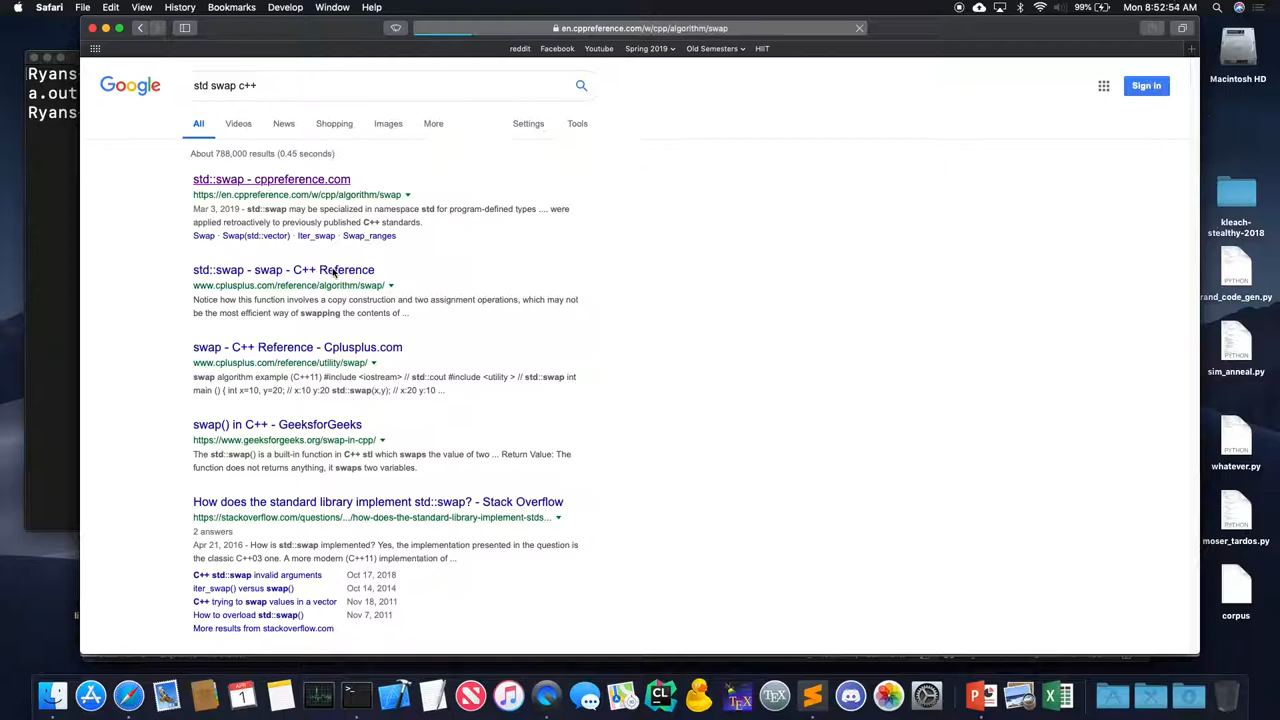 Safari File Edit View History Bookmarks Develop Window Help 99% Mon 8:52:54 AM
en.cppreference.com/w/cpp/algorithm/swap
reddit Facebook Youtube Spring 2019 Old Semesters HIIT
Ryans
a.out
Ryans
Google
std swap c++
Sign in
All Videos News Shopping Images More Settings Tools
About 788,000 results (0.45 seconds)
std::swap - cppreference.com
https://en.cppreference.com/w/cpp/algorithm/swap
Mar 3, 2019 - std::swap may be specialized in namespace std for program-defined types .... were
applied retroactively to previously published C++ standards.
Swap · Swap(std::vector) · Iter_swap · Swap_ranges
std::swap - swap - C++ Reference
www.cplusplus.com/reference/algorithm/swap/
Notice how this function involves a copy construction and two assignment operations, which may not
be the most efficient way of swapping the contents of ...
swap - C++ Reference - Cplusplus.com
www.cplusplus.com/reference/utility/swap/
swap algorithm example (C++11) #include <iostream> // std::cout #include <utility > // std::swap int
main () { int x=10, y=20; // x:10 y:20 std::swap(x,y); // x:20 y:10 ...
swap() in C++ - GeeksforGeeks
https://www.geeksforgeeks.org/swap-in-cpp/
The std::swap() is a built-in function in C++ stl which swaps the value of two ... Return Value: The
function does not returns anything, it swaps two variables.
How does the standard library implement std::swap? - Stack Overflow
https://stackoverflow.com/questions/.../how-does-the-standard-library-implement-stds...
2 answers
Apr 21, 2016 - How is std::swap implemented? Yes, the implementation presented in the question is
the classic C++03 one. A more modern (C++11) implementation of ...
C++ std::swap invalid arguments Oct 17, 2018
iter_swap() versus swap() Oct 14, 2014
C++ trying to swap values in a vector Nov 18, 2011
How to overload std::swap() Nov 7, 2011
More results from stackoverflow.com
Macintosh HD
kleach-
stealthy-2018
PYTHON
rand_code_gen.py
PYTHON
sim_anneal.py
PYTHON
whatever.py
PYTHON
moser_tardos.py
corpus
APR
1
CL
TEX
TEX